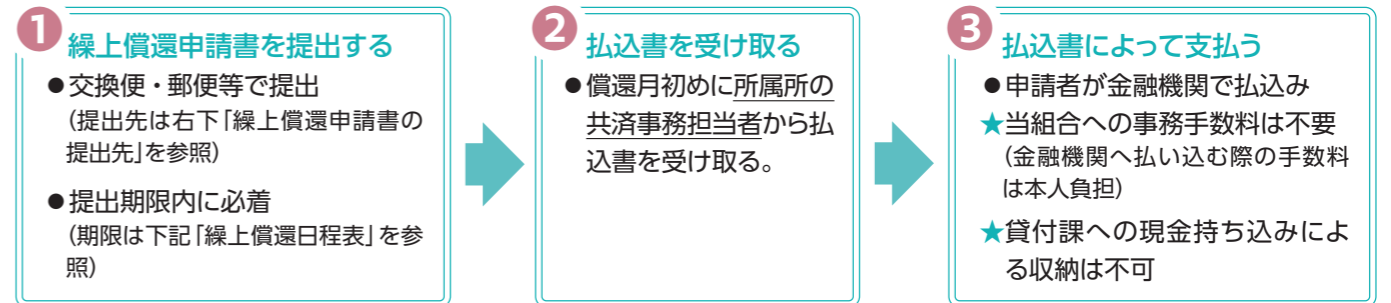 1
繰上償還申請書を提出する
●交換便・郵便等で提出
(提出先は右下「繰上償還申請書の
提出先」を参照)
●提出期限内に必着
(期限は下記「繰上償還日程表」を参
照)
2
払込書を受け取る
●償還月初めに所属所の
共済事務担当者から払
込書を受け取る。
3
払込書によって支払う
●申請者が金融機関で払込み
★当組合への事務手数料は不要
(金融機関へ払い込む際の手数料
は本人負担)
★貸付課への現金持ち込みによ
る収納は不可